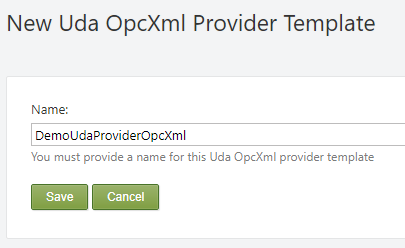 New Uda OpcXml Provider Template
Name:
DemoUdaProviderOpcXml
You must provide a name for this Uda OpcXml provider template
Save Cancel